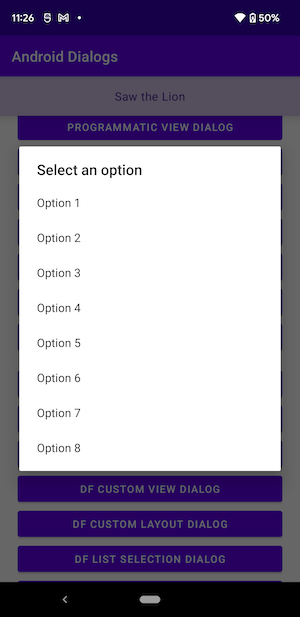 11:26
50%
Android Dialogs
Saw the Lion
PROGRAMMATIC VIEW DIALOG
Select an option
Option 1
Option 2
Option 3
Option 4
Option 5
Option 6
Option 7
Option 8
DF CUSTOM VIEW DIALOG
DF CUSTOM LAYOUT DIALOG
DF LIST SELECTION DIALOG